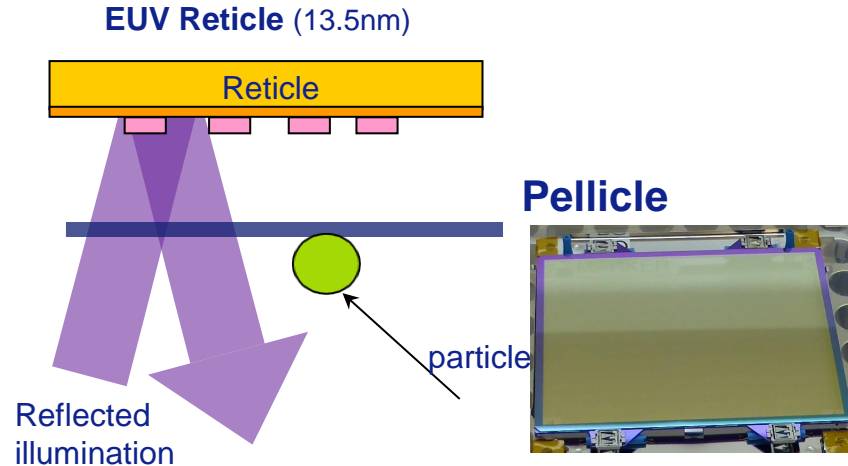 EUV Reticle (13.5nm)
Reticle
Pellicle
particle
Reflected
illumination